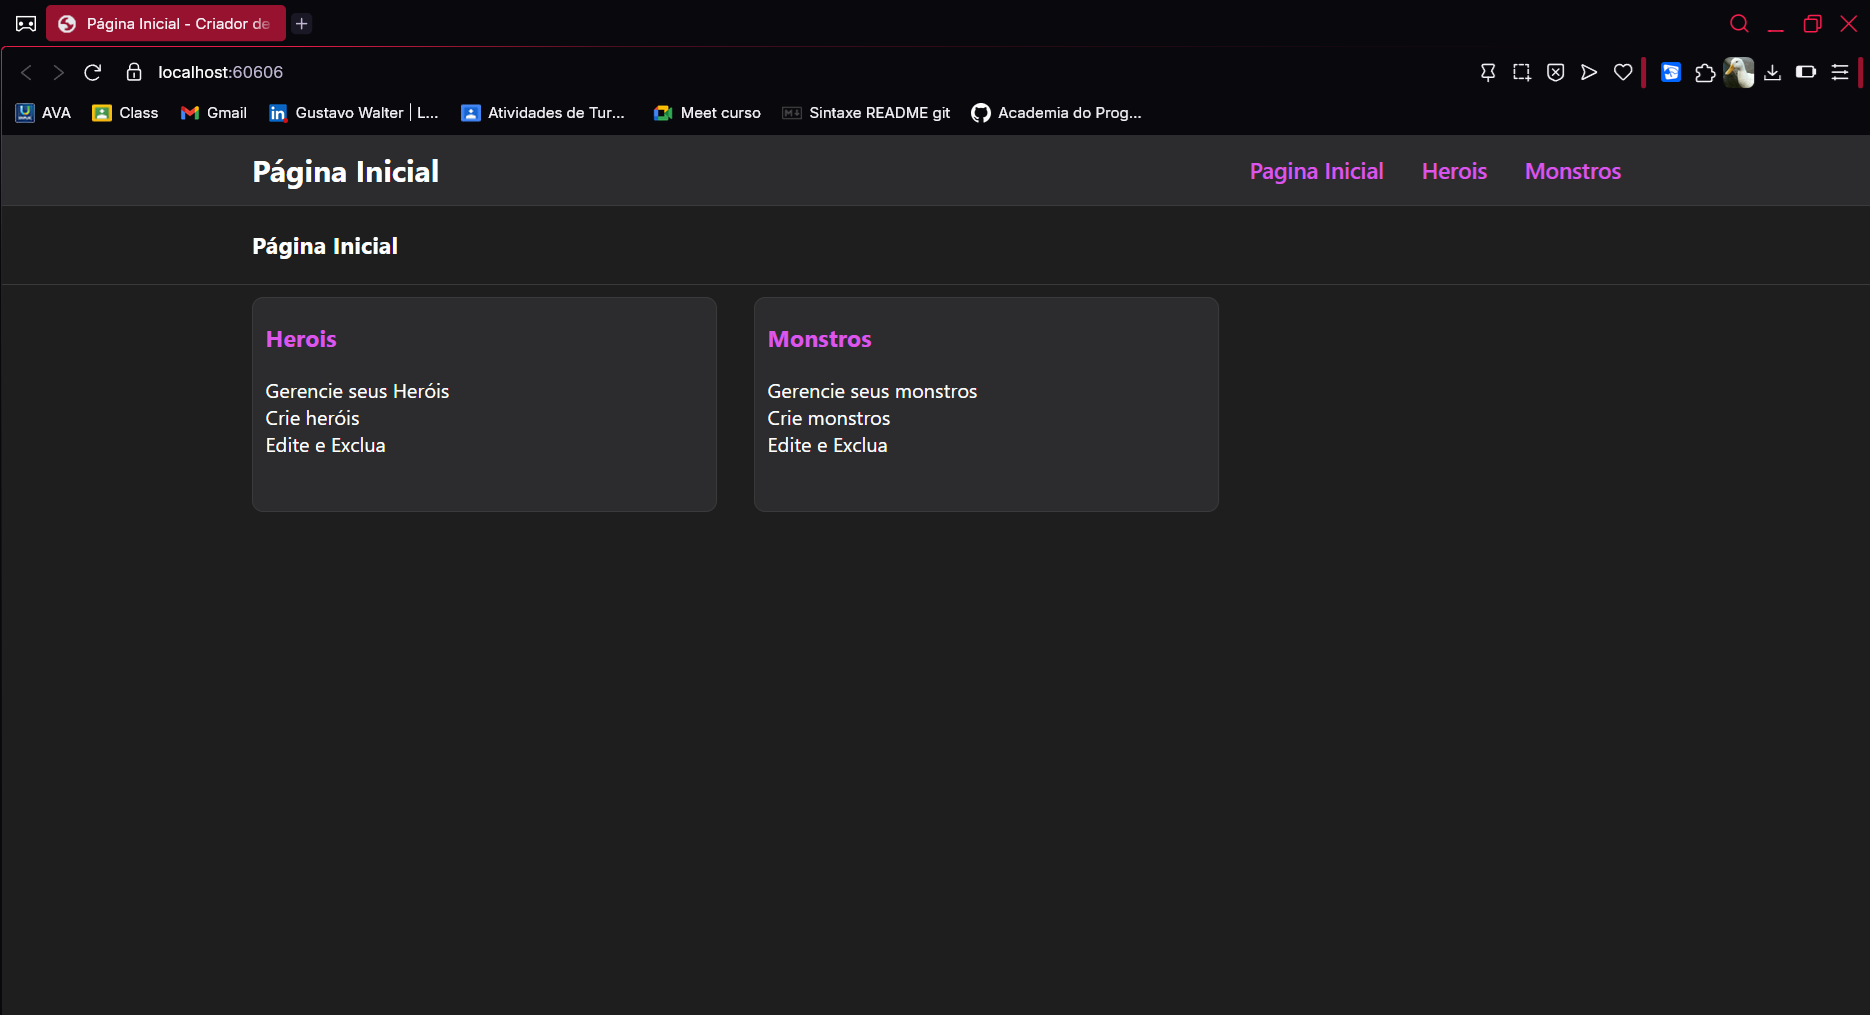 Página Inicial - Criador de
localhost:60606
AVA Class Gmail Gustavo Walter | L... Atividades de Tur... Meet curso Sintaxe README git Academia do Prog...
Página Inicial Pagina Inicial Herois Monstros
Página Inicial
Herois
Gerencie seus Heróis
Crie heróis
Edite e Exclua
Monstros
Gerencie seus monstros
Crie monstros
Edite e Exclua